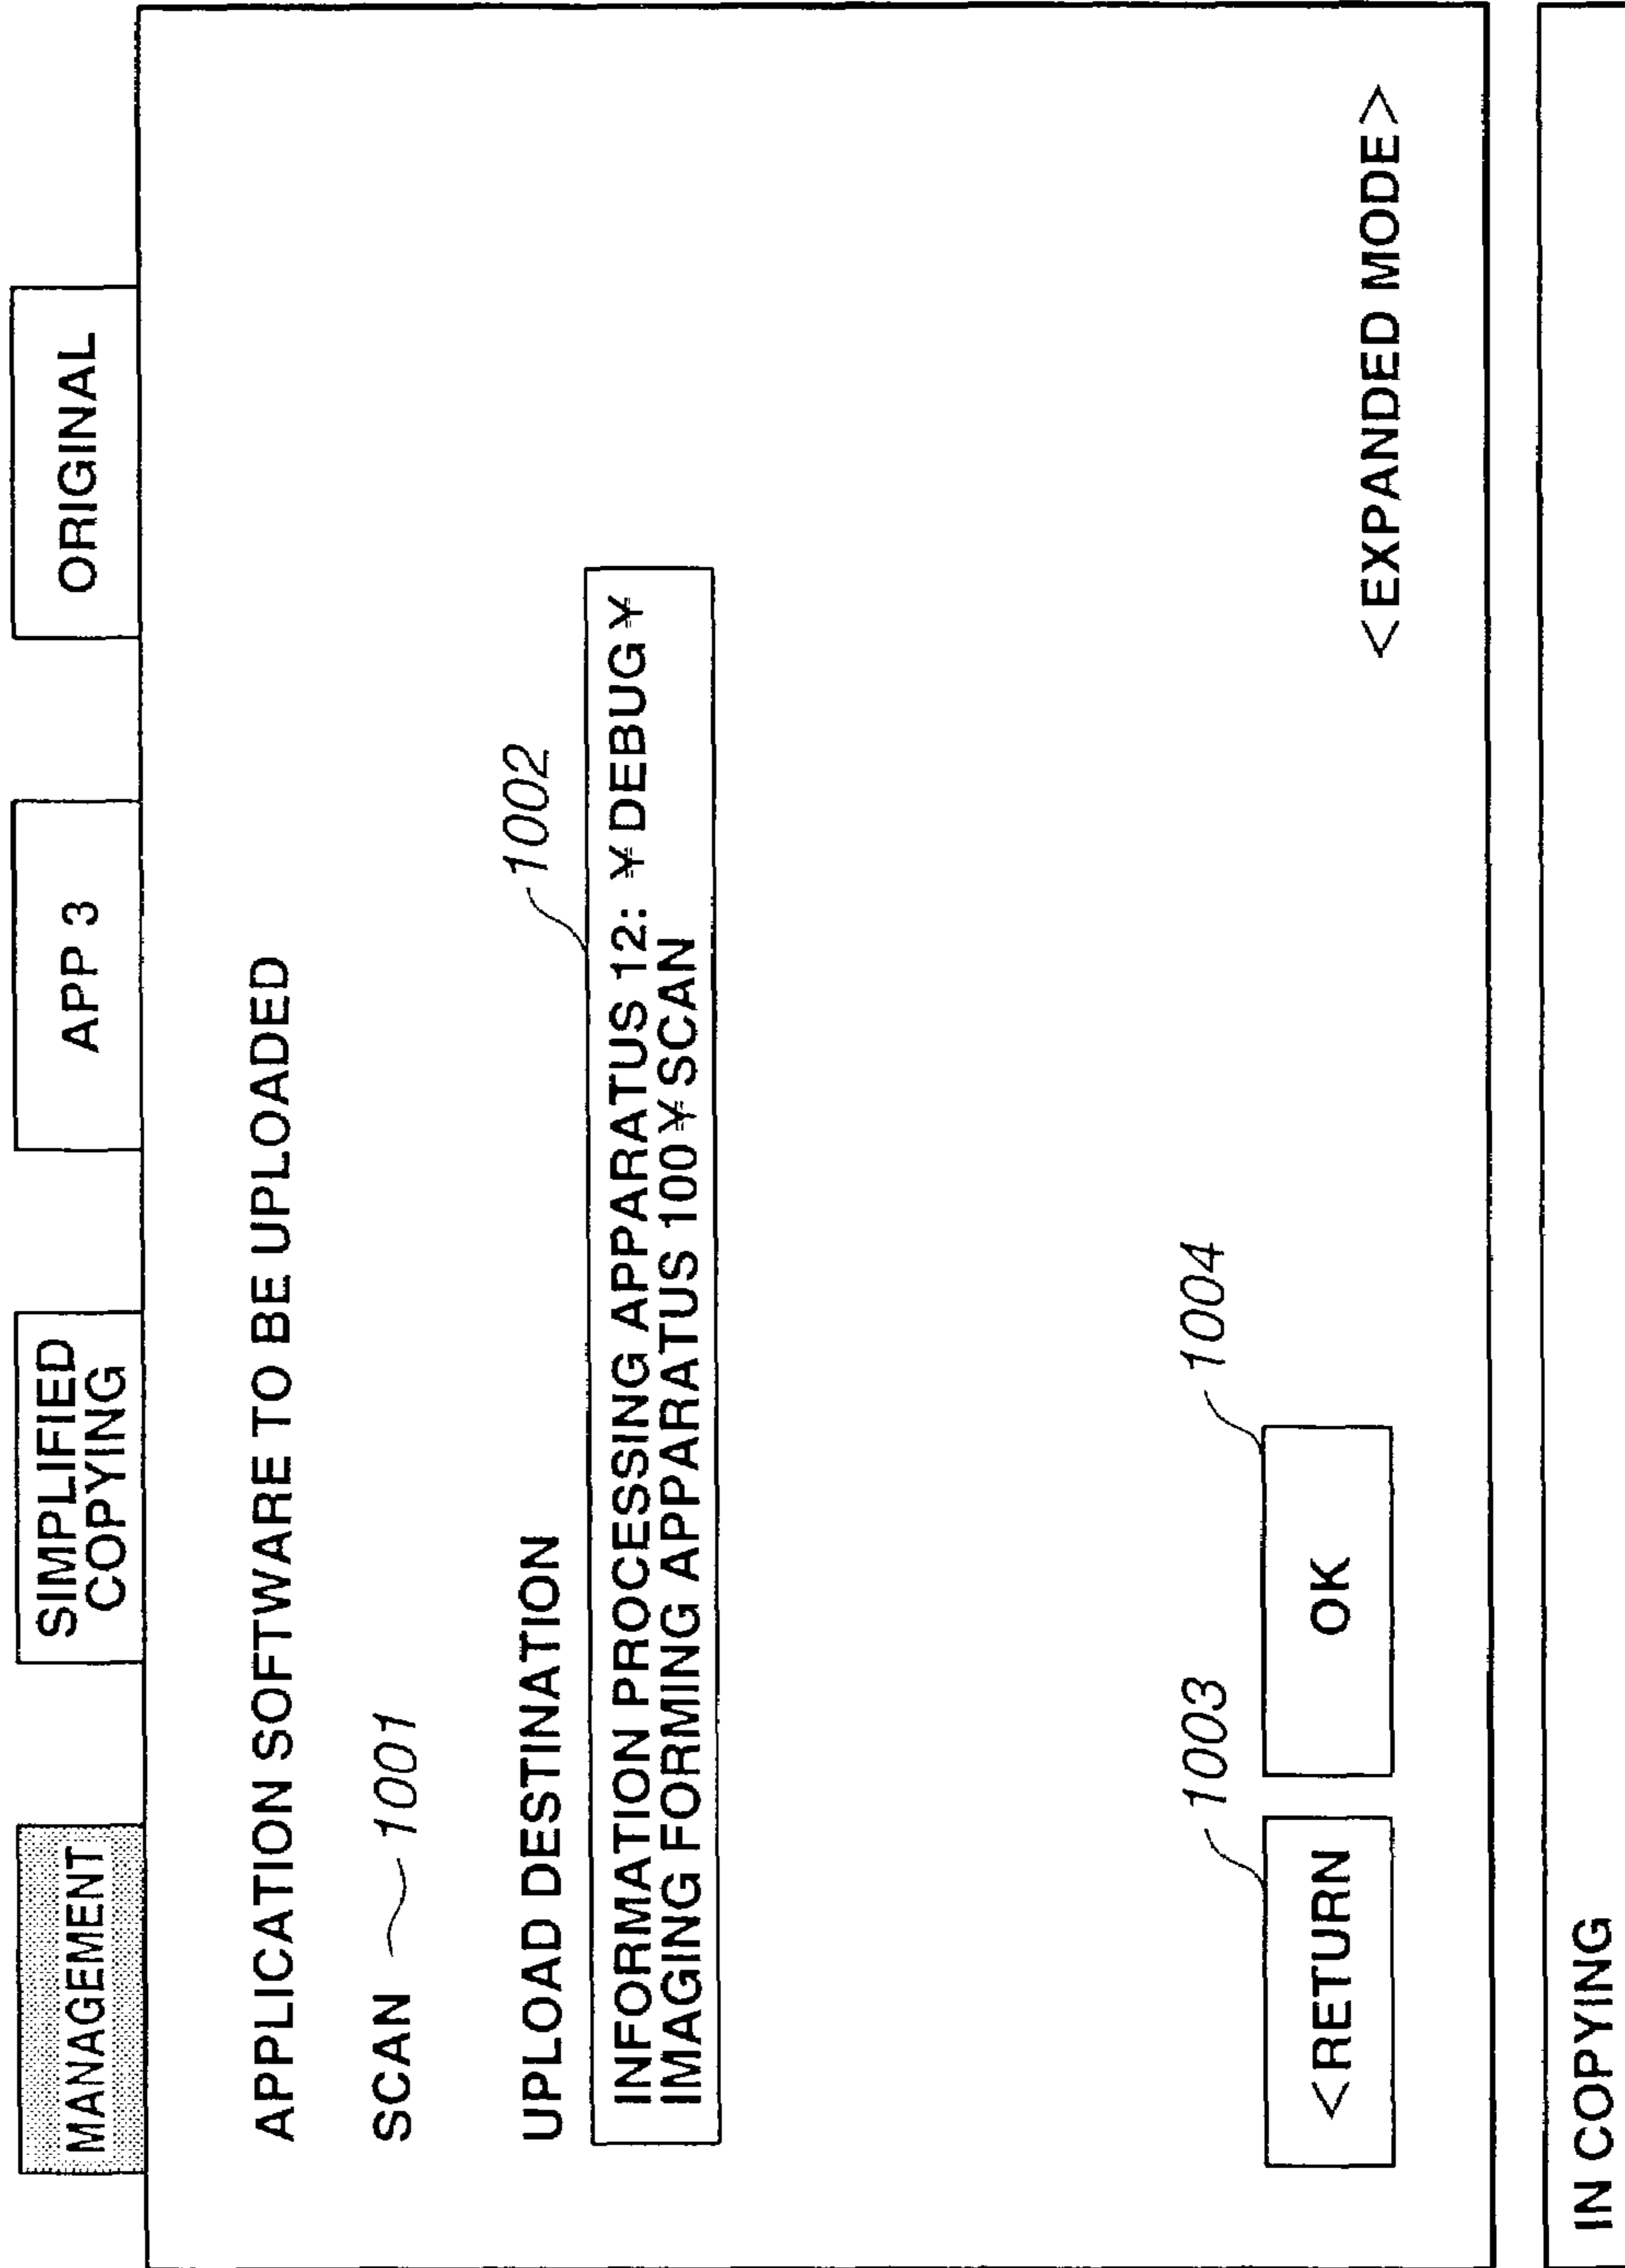 MANAGEMENT
SIMPLIFIED
COPYING
APP 3
ORIGINAL
APPLICATION SOFTWARE TO BE UPLOADED
SCAN 1001
UPLOAD DESTINATION
1002
INFORMATION PROCESSING APPARATUS 12: ¥DEBUG¥
IMAGING FORMING APPARATUS 100¥SCAN
1003
1004
<RETURN
OK
<EXPANDED MODE>
IN COPYING